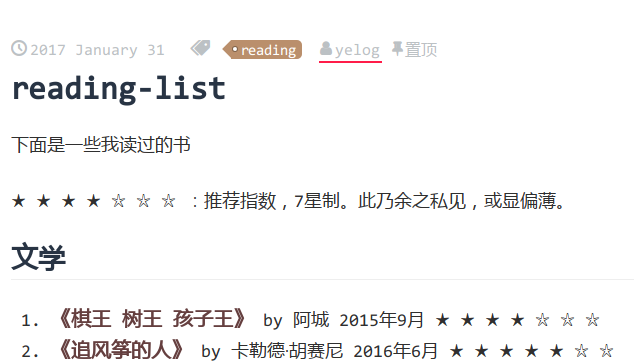 2017 January 31 reading yelog 置顶
reading-list
下面是一些我读过的书
★ ★ ★ ★ ☆ ☆ ☆ ：推荐指数，7星制。此乃余之私见，或显偏薄。
文学
1. 《棋王 树王 孩子王》 by 阿城 2015年9月 ★ ★ ★ ★ ☆ ☆ ☆
2. 《追风筝的人》 by 卡勒德·胡赛尼 2016年6月 ★ ★ ★ ★ ★ ☆ ☆